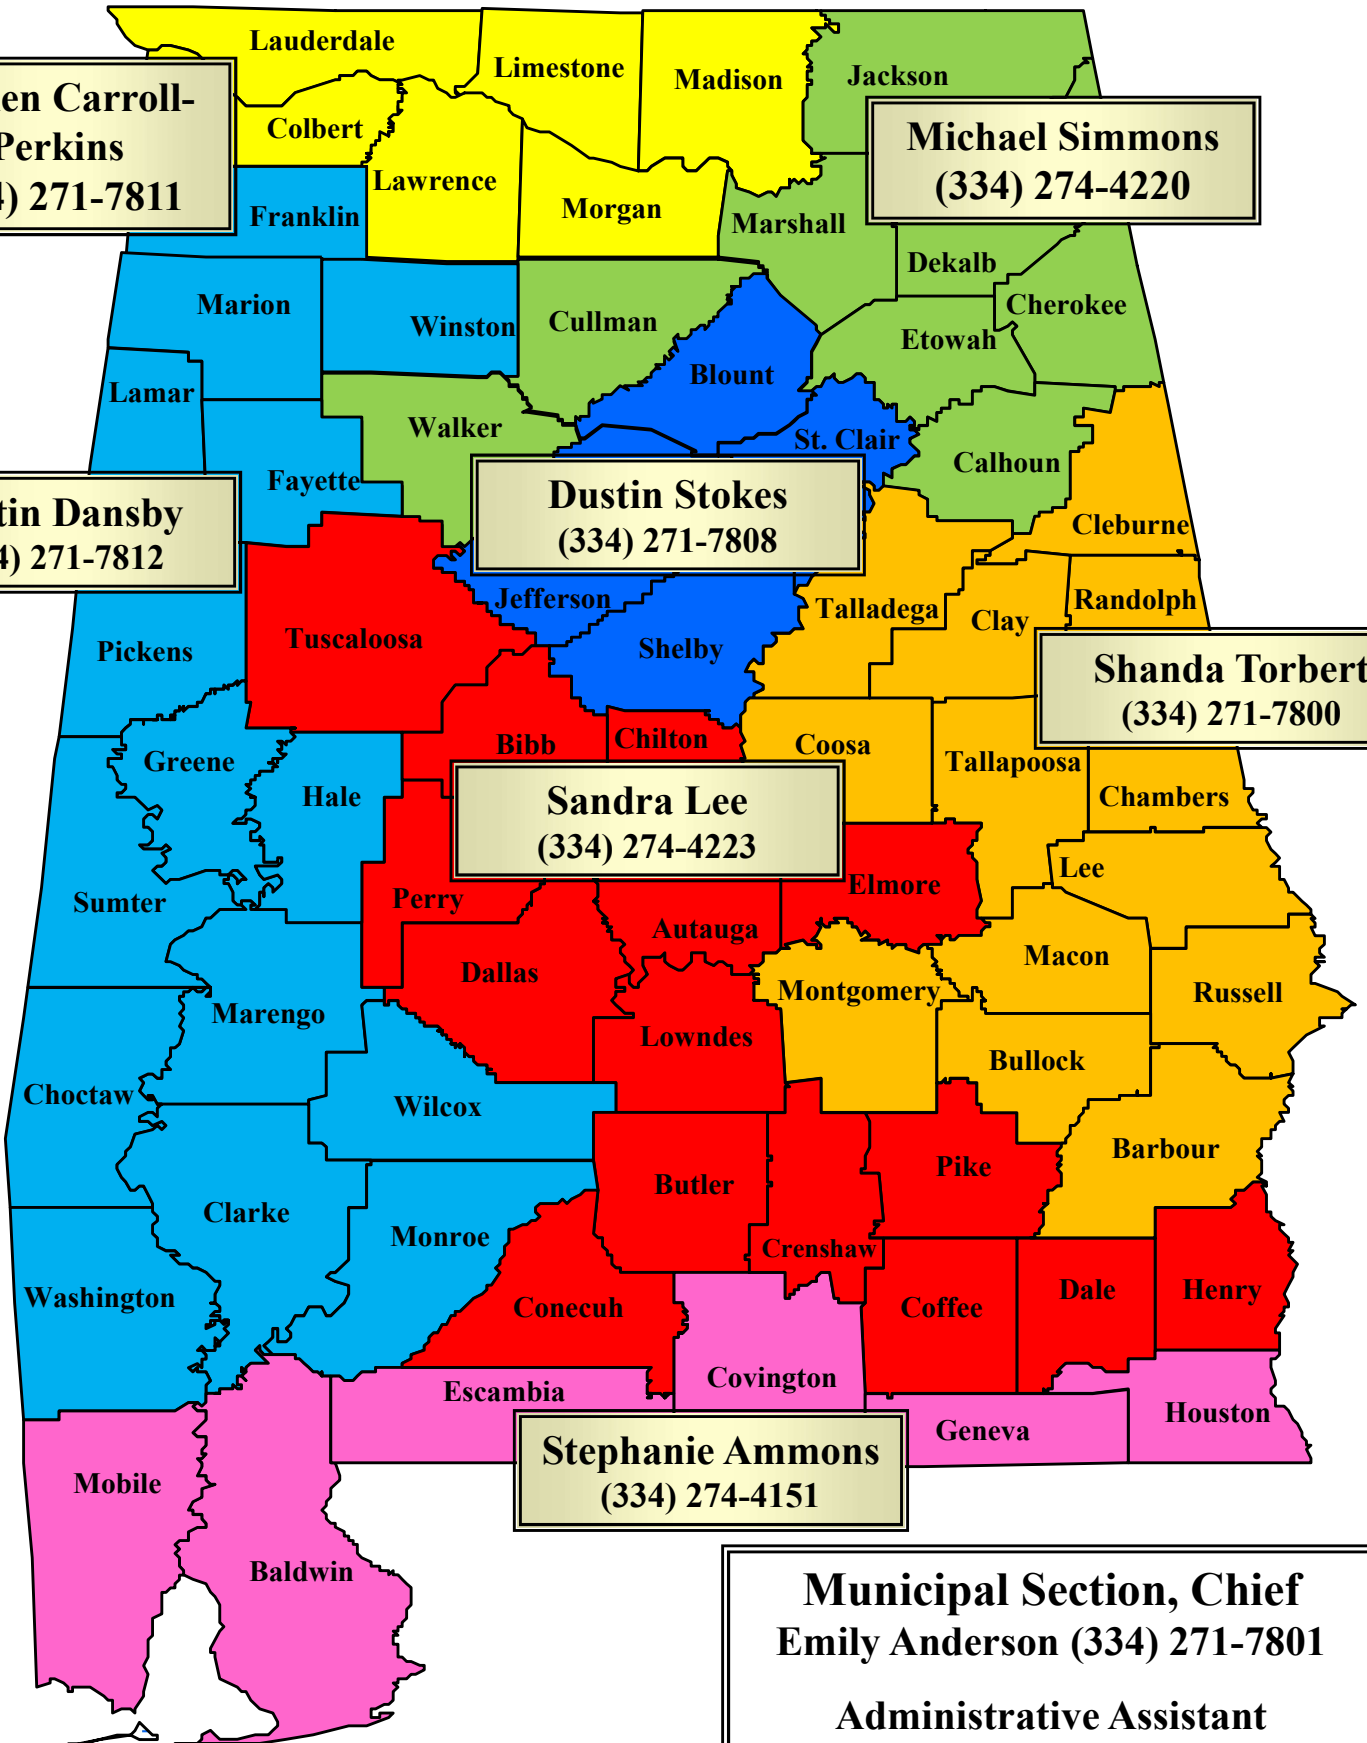 Lauderdale
Limestone
Madison
Jackson
Carroll-
Perkins
271-7811
Colbert
Lawrence
Morgan
Michael Simmons
(334) 274-4220
Franklin
Marshall
Dekalb
Cherokee
Marion
Winston
Cullman
Etowah
Blount
Lamar
Walker
St. Clair
Calhoun
Fayette
Dansby
271-7812
Dustin Stokes
(334) 271-7808
Cleburne
Jefferson
Talladega
Clay
Randolph
Tuscaloosa
Pickens
Shelby
Shanda Torbert
(334) 271-7800
Bibb
Chilton
Coosa
Tallapoosa
Greene
Hale
Chambers
Sandra Lee
(334) 274-4223
Lee
Elmore
Sumter
Perry
Autauga
Dallas
Macon
Montgomery
Russell
Marengo
Lowndes
Bullock
Choctaw
Wilcox
Barbour
Pike
Butler
Clarke
Monroe
Crenshaw
Washington
Conecuh
Coffee
Dale
Henry
Covington
Escambia
Houston
Geneva
Stephanie Ammons
(334) 274-4151
Mobile
Baldwin
Municipal Section, Chief
Emily Anderson (334) 271-7801
Administrative Assistant